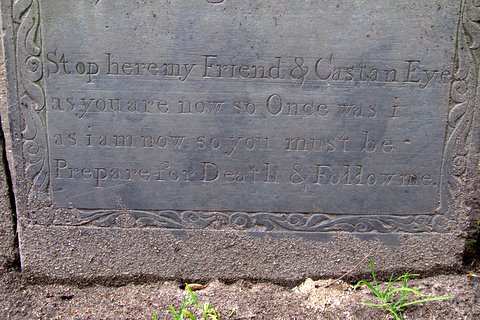 Stop here my Friend & Cast an Eye
as you are now so Once was i
as i am now so you must be -
Prepare for Death & Follow me.